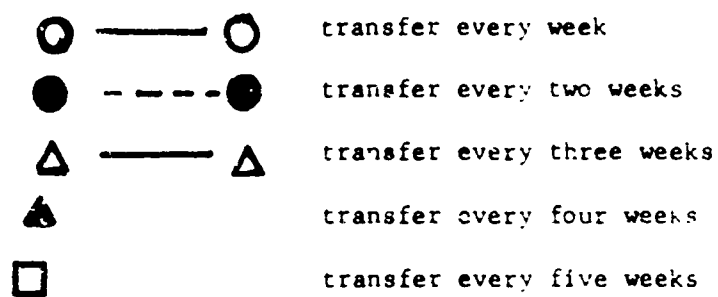 transfer every week
transfer every two weeks
transfer every three weeks
transfer every four weeks
transfer every five weeks